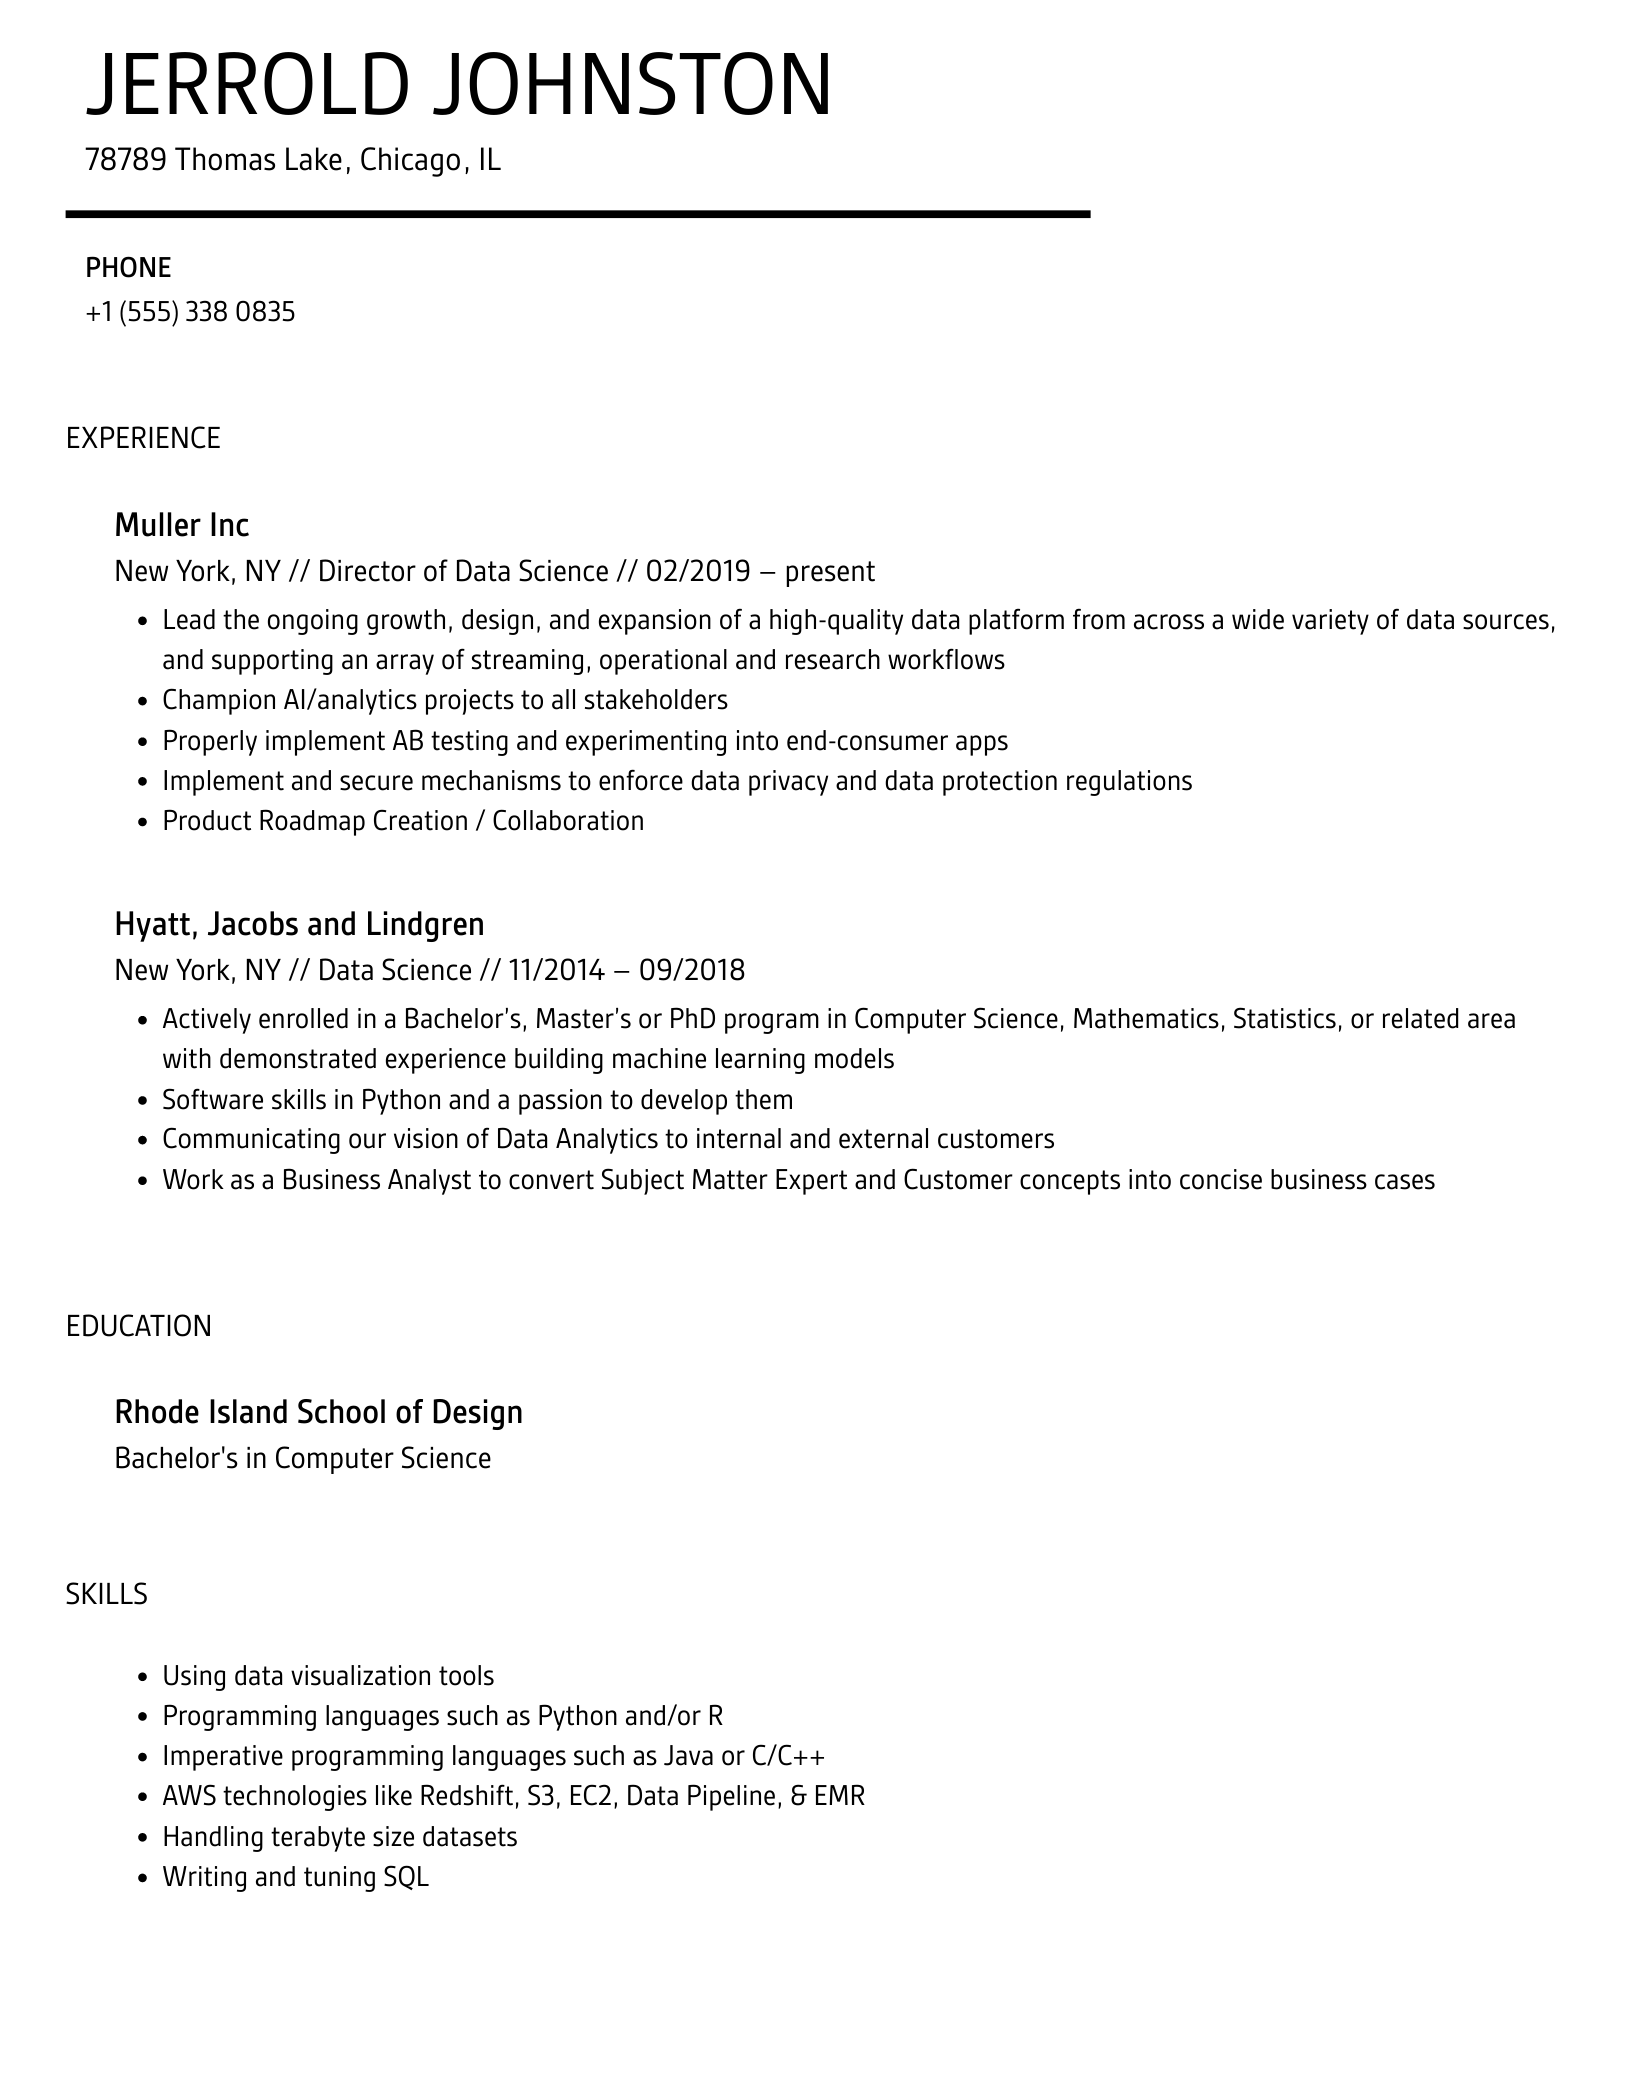 JERROLD JOHNSTON
78789 Thomas Lake, Chicago, IL
PHONE
+1 (555) 338 0835
EXPERIENCE
Muller Inc
New York, NY // Director of Data Science // 02/2019 – present
• Lead the ongoing growth, design, and expansion of a high-quality data platform from across a wide variety of data sources,
and supporting an array of streaming, operational and research workflows
• Champion AI/analytics projects to all stakeholders
• Properly implement AB testing and experimenting into end-consumer apps
• Implement and secure mechanisms to enforce data privacy and data protection regulations
• Product Roadmap Creation / Collaboration
Hyatt, Jacobs and Lindgren
New York, NY // Data Science // 11/2014 – 09/2018
• Actively enrolled in a Bachelor’s, Master’s or PhD program in Computer Science, Mathematics, Statistics, or related area
with demonstrated experience building machine learning models
• Software skills in Python and a passion to develop them
• Communicating our vision of Data Analytics to internal and external customers
• Work as a Business Analyst to convert Subject Matter Expert and Customer concepts into concise business cases
EDUCATION
Rhode Island School of Design
Bachelor's in Computer Science
SKILLS
• Using data visualization tools
• Programming languages such as Python and/or R
• Imperative programming languages such as Java or C/C++
• AWS technologies like Redshift, S3, EC2, Data Pipeline, & EMR
• Handling terabyte size datasets
• Writing and tuning SQL